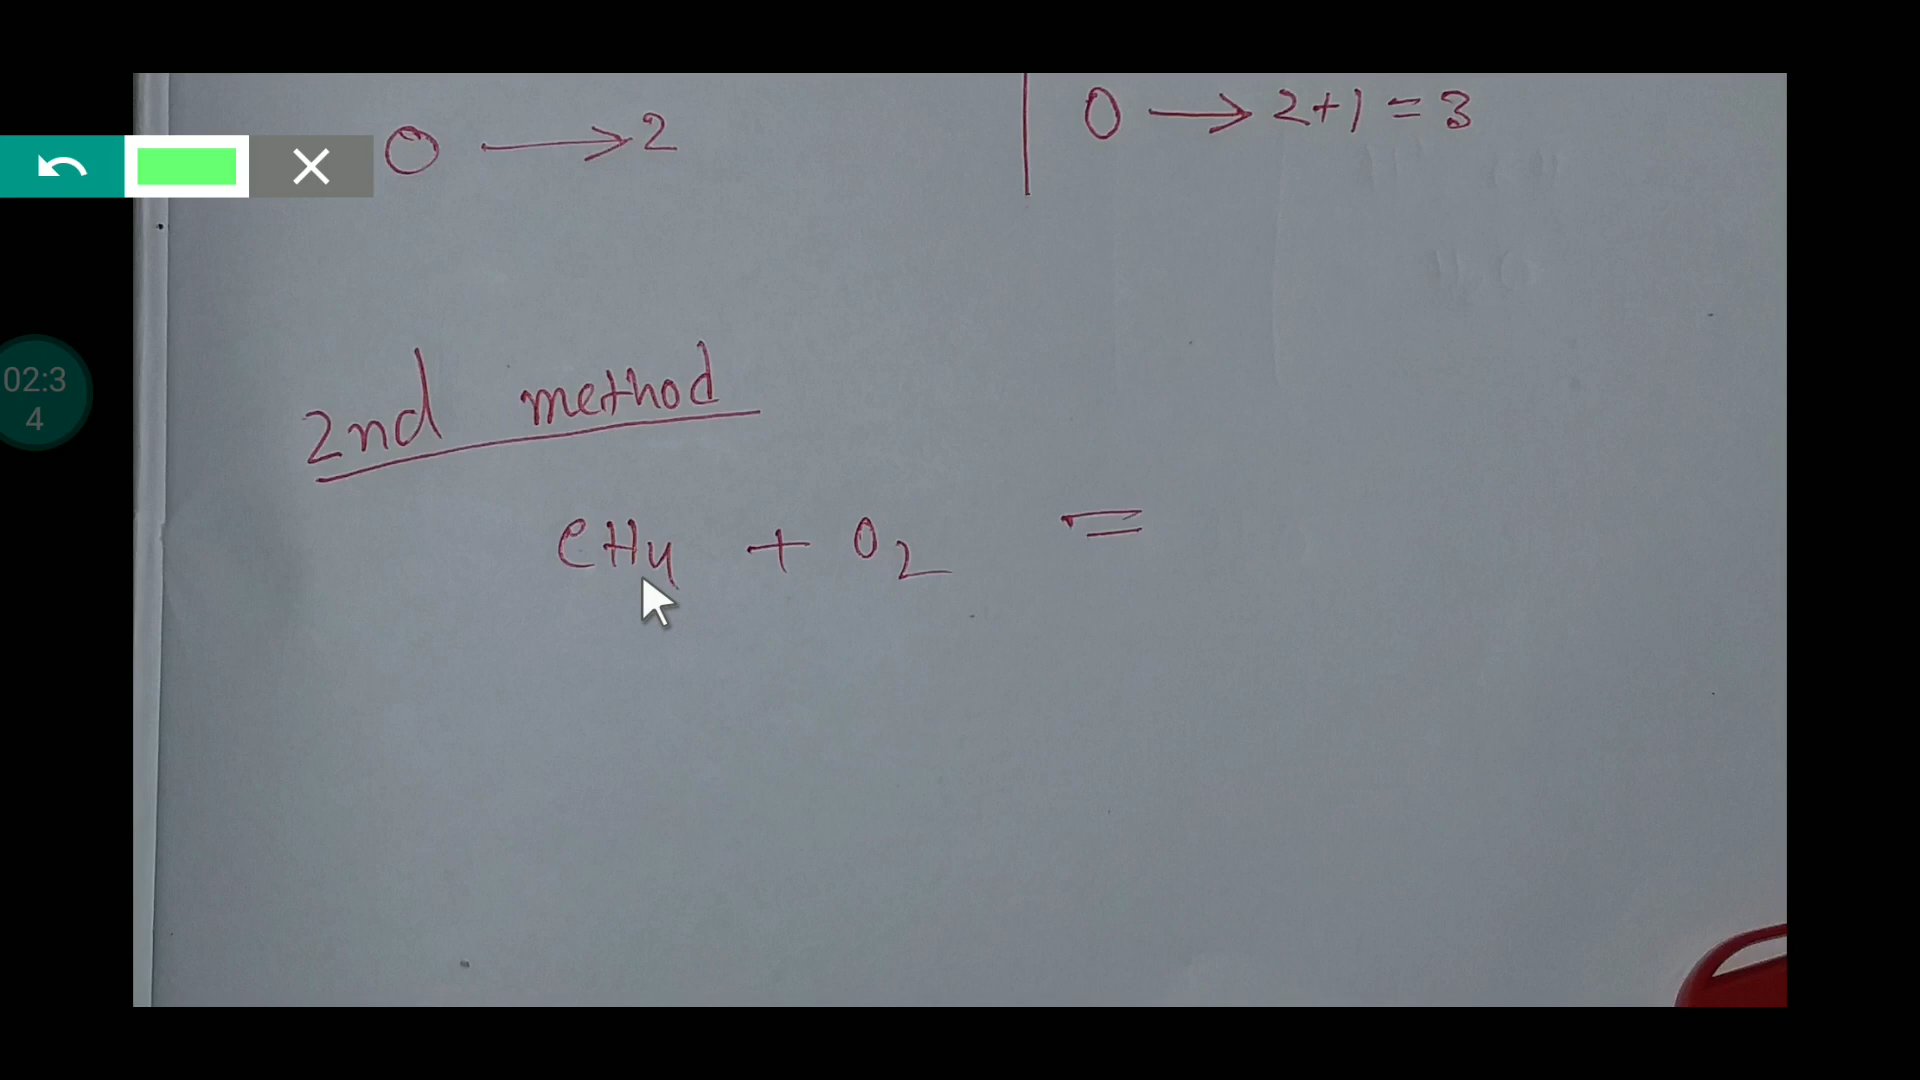 O → 2
O → 2+1 = 3
02:3
4
2nd method
CH4 + O2 =